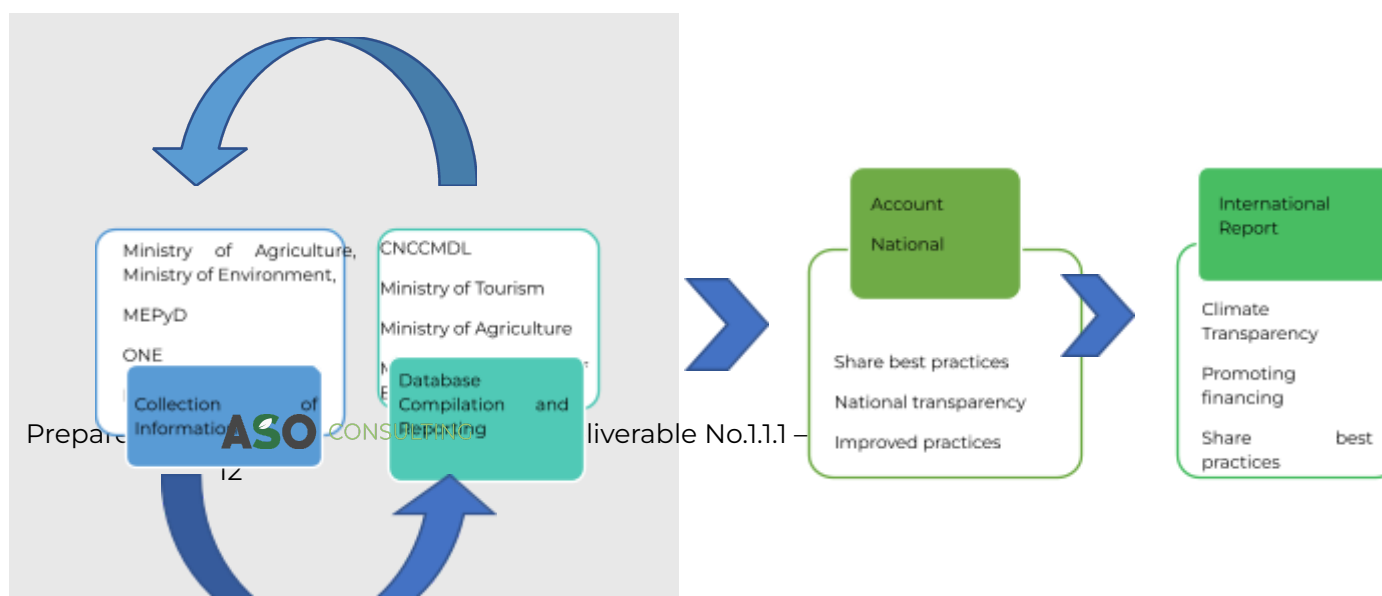 Ministry of Agriculture,
Ministry of Environment,
MEPyD
ONE
Collection of
Information
CNCCMDL
Ministry of Tourism
Ministry of Agriculture
Database
Compilation and
Reporting
Account
National
Share best practices
National transparency
Improved practices
International
Report
Climate
Transparency
Promoting
financing
Share best
practices
ASO CONSULTING
No.1.1.1 –
12